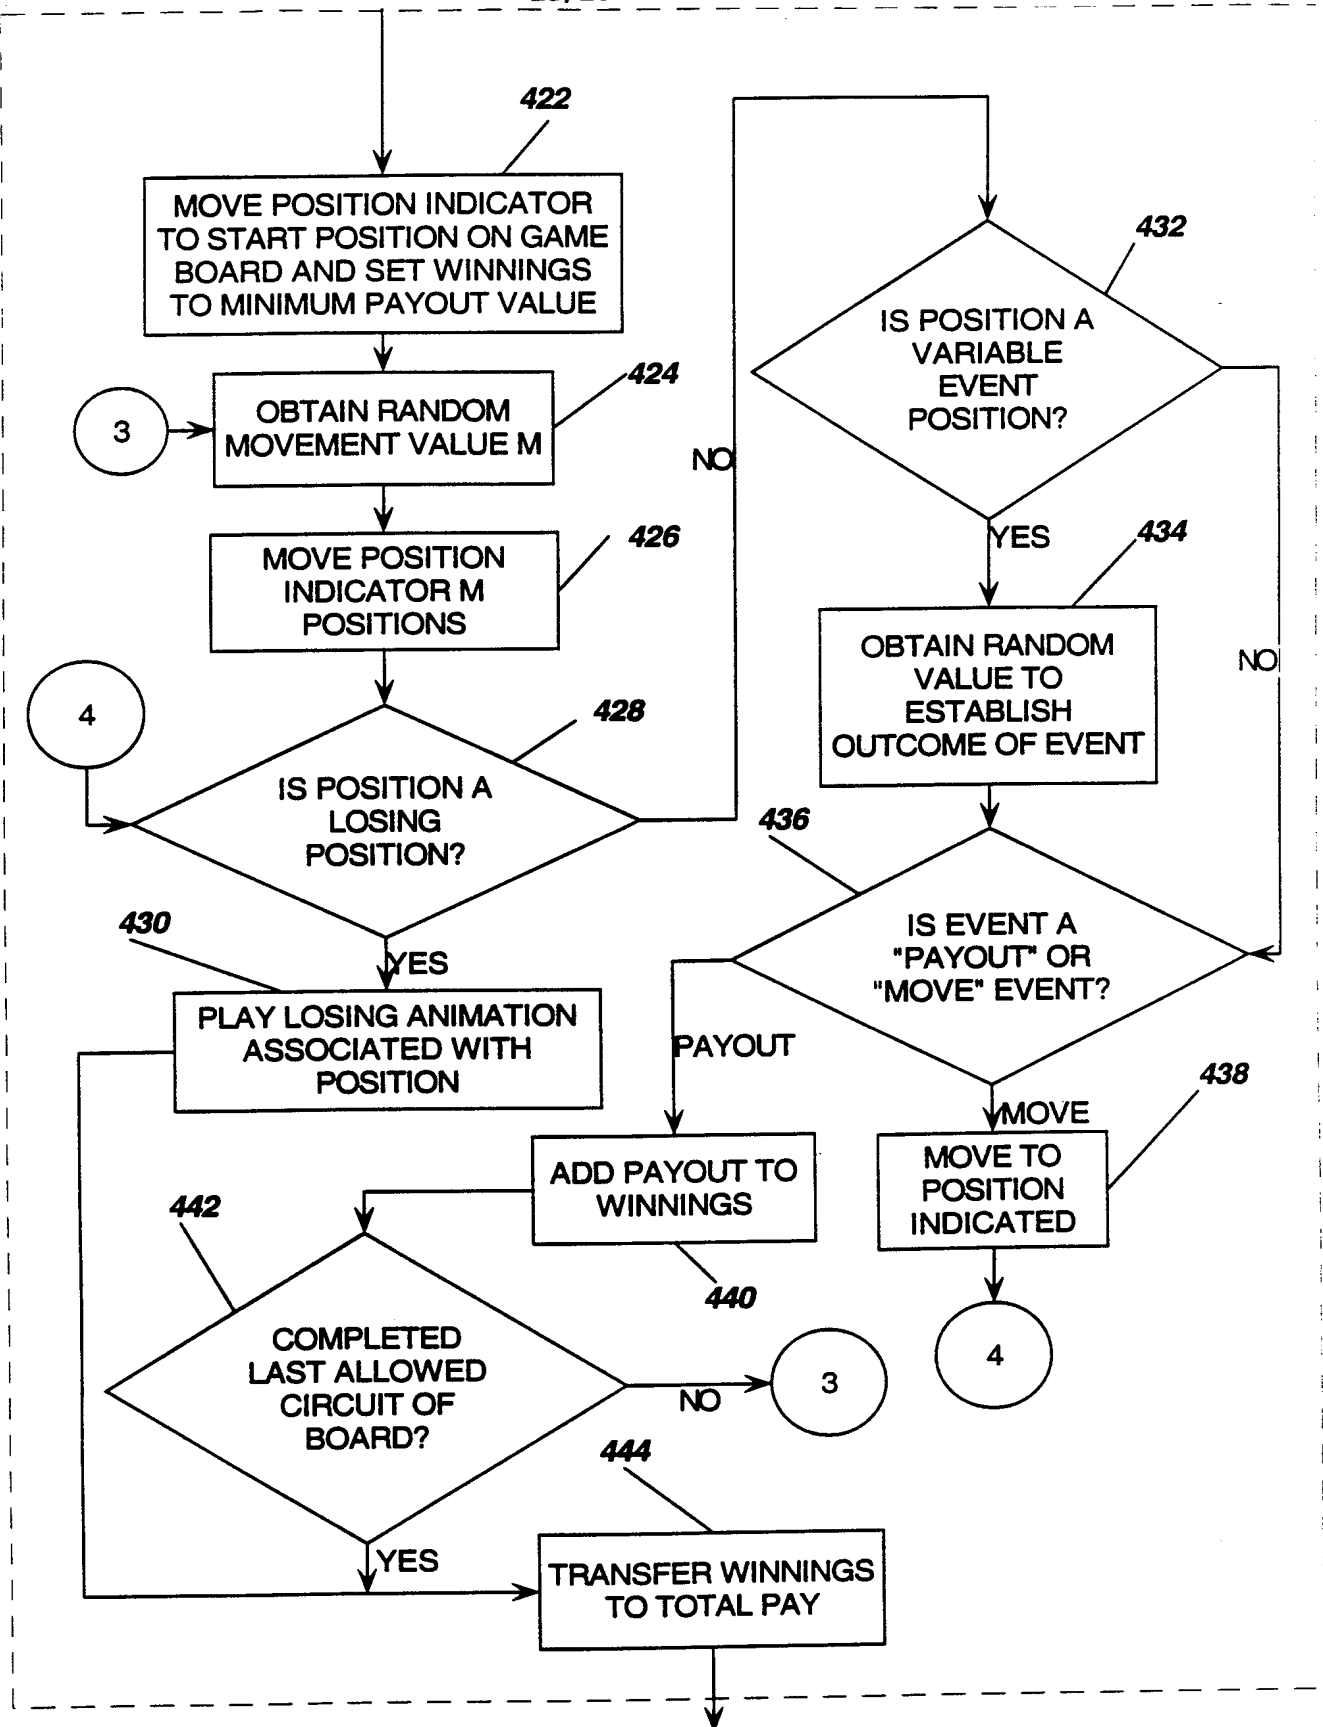 422
MOVE POSITION INDICATOR
TO START POSITION ON GAME
BOARD AND SET WINNINGS
TO MINIMUM PAYOUT VALUE
424
3
OBTAIN RANDOM
MOVEMENT VALUE M
426
MOVE POSITION
INDICATOR M
POSITIONS
4
428
IS POSITION A
LOSING
POSITION?
NO
430
YES
PLAY LOSING ANIMATION
ASSOCIATED WITH
POSITION
432
IS POSITION A
VARIABLE
EVENT
POSITION?
YES
NO
434
OBTAIN RANDOM
VALUE TO
ESTABLISH
OUTCOME OF EVENT
436
IS EVENT A
"PAYOUT" OR
"MOVE" EVENT?
PAYOUT
MOVE
438
MOVE TO
POSITION
INDICATED
4
ADD PAYOUT TO
WINNINGS
440
442
COMPLETED
LAST ALLOWED
CIRCUIT OF
BOARD?
NO
3
YES
444
TRANSFER WINNINGS
TO TOTAL PAY